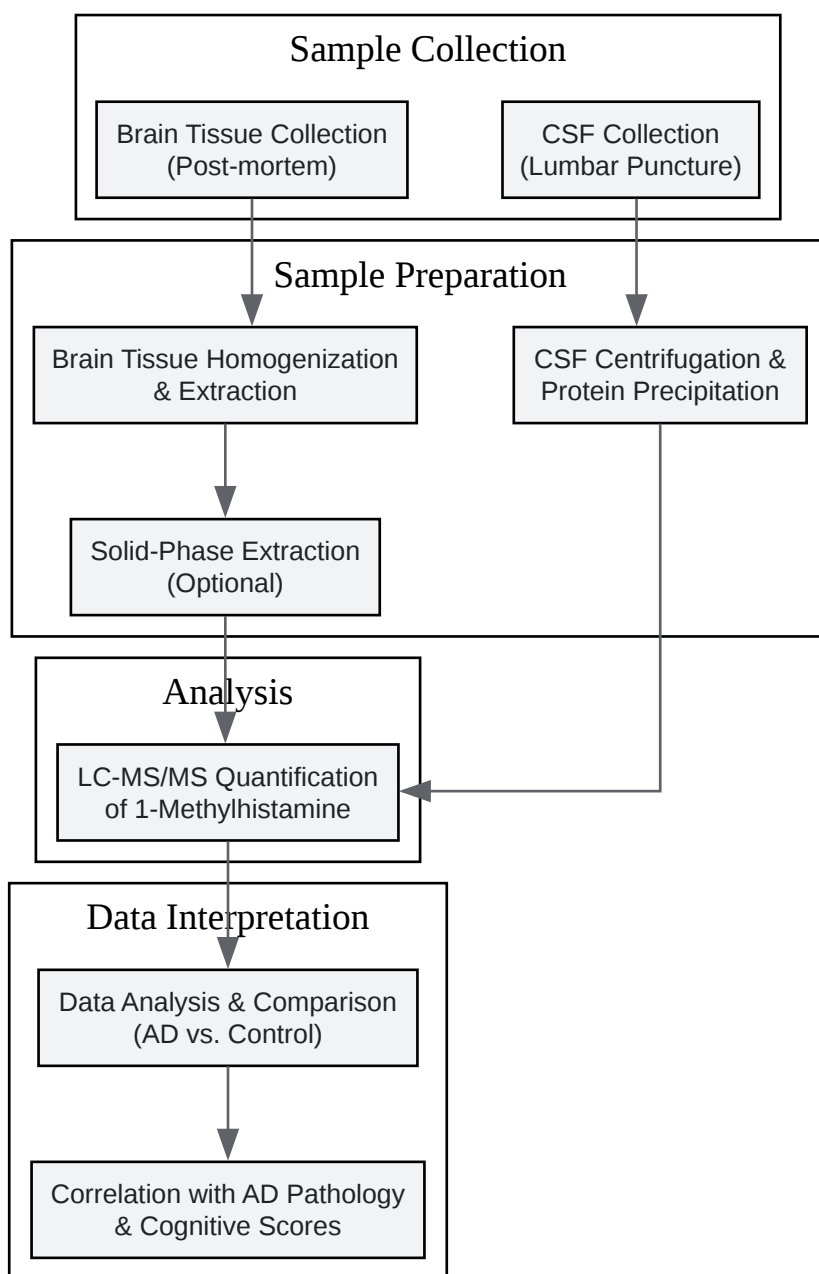 Sample Collection
Brain Tissue Collection
(Post-mortem)
CSF Collection
(Lumbar Puncture)
Sample Preparation
Brain Tissue Homogenization
& Extraction
CSF Centrifugation &
Protein Precipitation
Solid-Phase Extraction
(Optional)
Analysis
LC-MS/MS Quantification
of 1-Methylhistamine
Data Interpretation
Data Analysis & Comparison
(AD vs. Control)
Correlation with AD Pathology
& Cognitive Scores